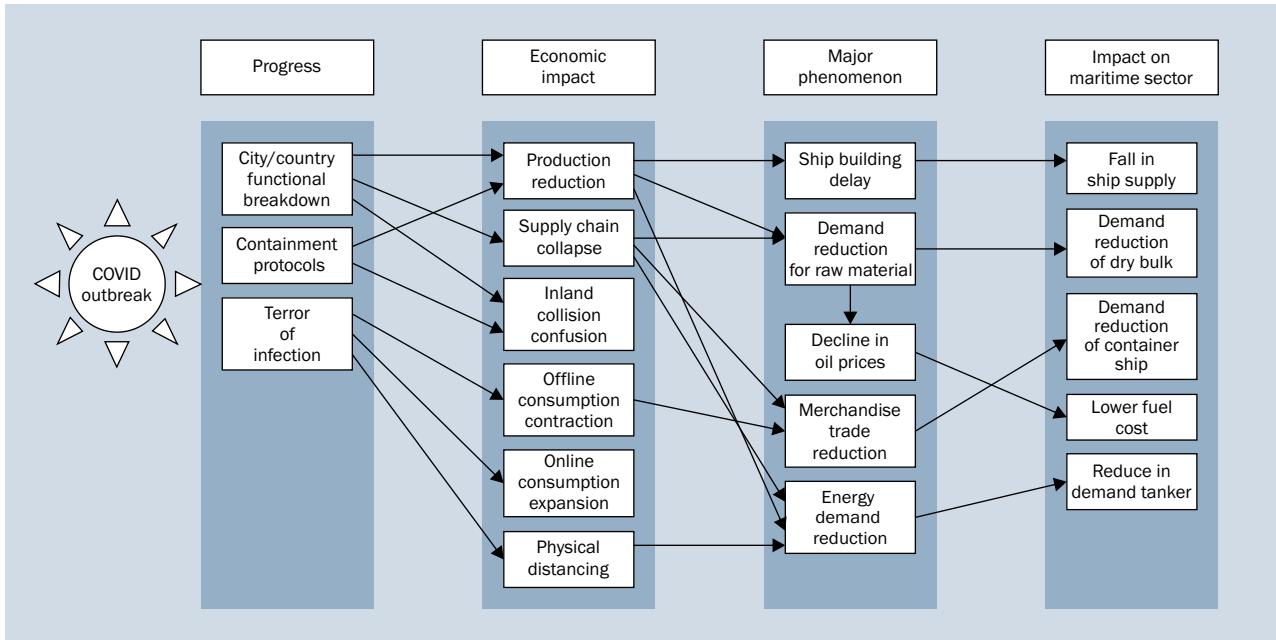 Progress
Economic
impact
Major
phenomenon
Impact on
maritime sector
COVID
outbreak
City/country
functional
breakdown
Containment
protocols
Terror
of
infection
Production
reduction
Supply chain
collapse
Inland
collision
confusion
Offline
consumption
contraction
Online
consumption
expansion
Physical
distancing
Ship building
delay
Demand
reduction
for raw material
Decline in
oil prices
Merchandise
trade
reduction
Energy
demand
reduction
Fall in
ship supply
Demand
reduction
of dry bulk
Demand
reduction
of container
ship
Lower fuel
cost
Reduce in
demand tanker